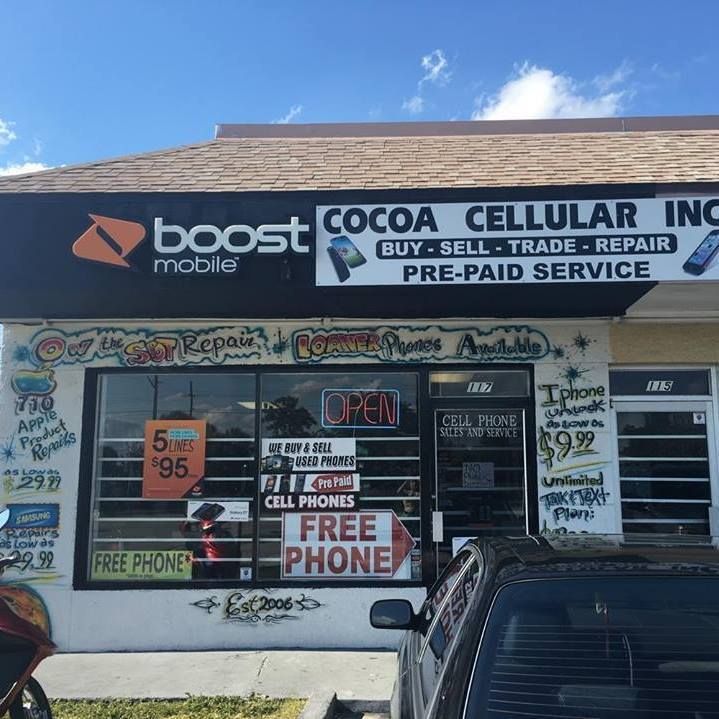 boost
mobile
COCOA CELLULAR INC
BUY - SELL - TRADE - REPAIR
PRE-PAID SERVICE
On the SPOT Repair
LOANER Phones Available
117
115
OPEN
CELL PHONE
SALES AND SERVICE
Apple
Product
Repairs
as Low as
$29.99
SAMSUNG
Repairs
as Low as
5 LINES
$95
WE BUY & SELL
USED PHONES
Pre Paid
CELL PHONES
FREE
PHONE
FREE PHONE
Iphone
unlock
as Low as
$9.99
unlimited
Talk & Text
Plan:
Est. 2006